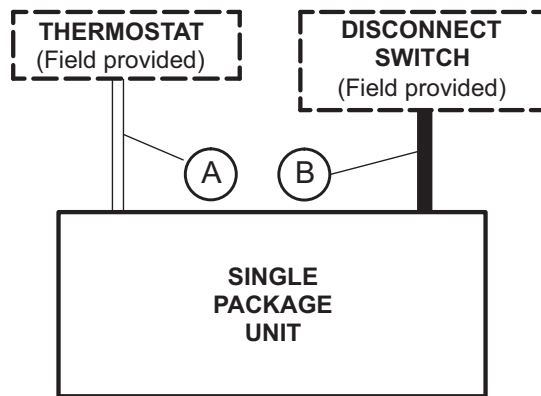 THERMOSTAT
(Field provided)
DISCONNECT
SWITCH
(Field provided)
A
B
SINGLE
PACKAGE
UNIT